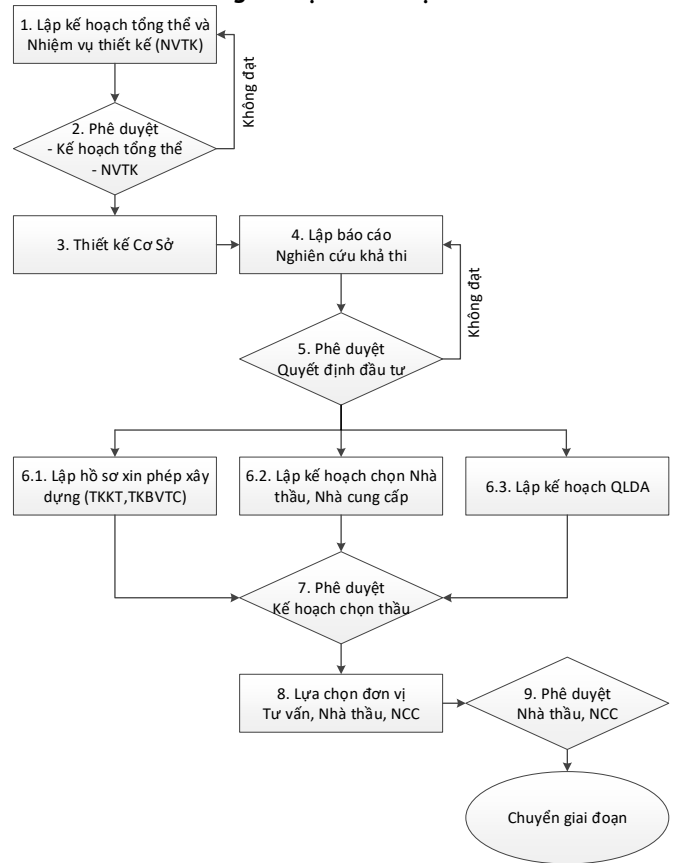 1. Lập kế hoạch tổng thể và
Nhiệm vụ thiết kế (NVTK)
Không đạt
2. Phê duyệt
- Kế hoạch tổng thể
- NVTK
3. Thiết kế Cơ Sở
4. Lập báo cáo
Nghiên cứu khả thi
Không đạt
5. Phê duyệt
Quyết định đầu tư
6.1. Lập hồ sơ xin phép xây
dựng (TKKT,TKBVTC)
6.2. Lập kế hoạch chọn Nhà
thầu, Nhà cung cấp
6.3. Lập kế hoạch QLDA
7. Phê duyệt
Kế hoạch chọn thầu
8. Lựa chọn đơn vị
Tư vấn, Nhà thầu, NCC
9. Phê duyệt
Nhà thầu, NCC
Chuyển giai đoạn